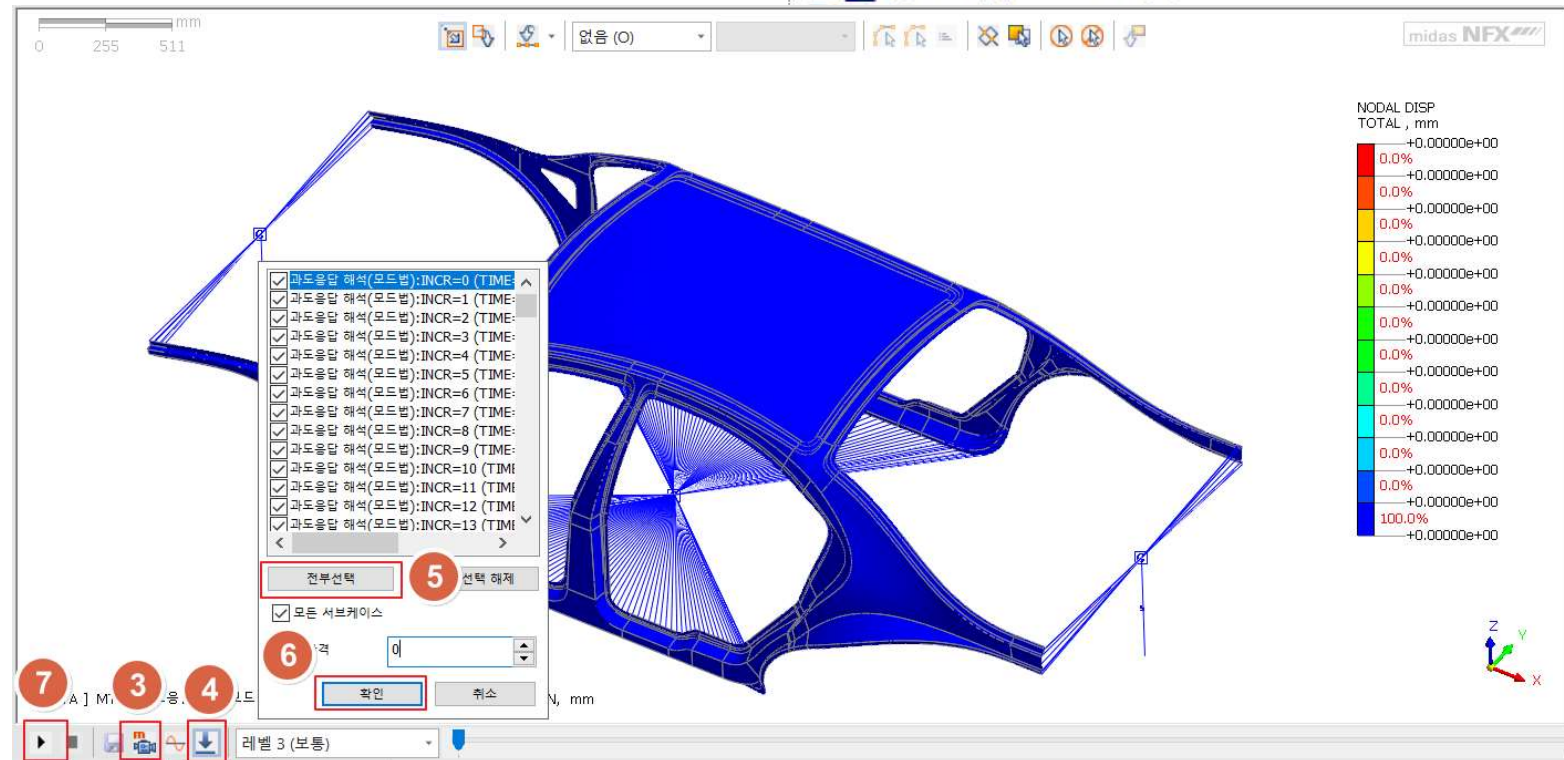 mm
0 255 511
없음 (O)
midas NFX
NODAL DISP
TOTAL , mm
+0.00000e+00
0.0%
+0.00000e+00
0.0%
+0.00000e+00
0.0%
+0.00000e+00
0.0%
+0.00000e+00
0.0%
+0.00000e+00
0.0%
+0.00000e+00
0.0%
+0.00000e+00
0.0%
+0.00000e+00
0.0%
+0.00000e+00
0.0%
+0.00000e+00
0.0%
+0.00000e+00
100.0%
+0.00000e+00
과도응답 해석(모드법):INCR=0 (TIME=
과도응답 해석(모드법):INCR=1 (TIME=
과도응답 해석(모드법):INCR=2 (TIME=
과도응답 해석(모드법):INCR=3 (TIME=
과도응답 해석(모드법):INCR=4 (TIME=
과도응답 해석(모드법):INCR=5 (TIME=
과도응답 해석(모드법):INCR=6 (TIME=
과도응답 해석(모드법):INCR=7 (TIME=
과도응답 해석(모드법):INCR=8 (TIME=
과도응답 해석(모드법):INCR=9 (TIME=
과도응답 해석(모드법):INCR=10 (TIME
과도응답 해석(모드법):INCR=11 (TIME
과도응답 해석(모드법):INCR=12 (TIME
과도응답 해석(모드법):INCR=13 (TIME
전부선택 5 선택 해제
모든 서브케이스
6 격 0
확인 취소
Z Y X
7 3 4
A ] , mm
레벨 3 (보통)